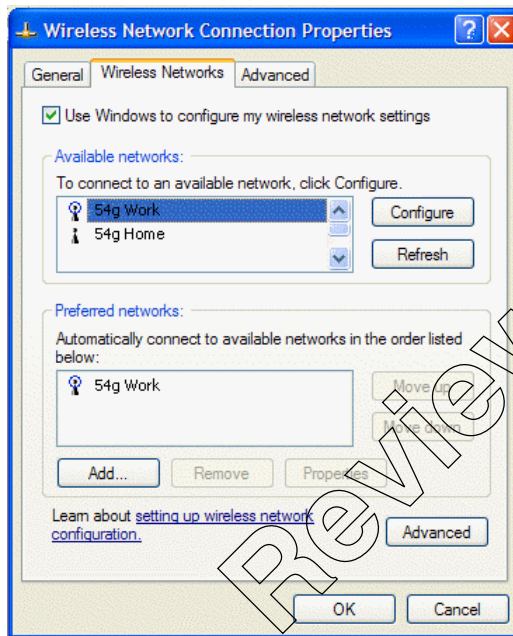 Wireless Network Connection Properties
General Wireless Networks Advanced
Use Windows to configure my wireless network settings
Available networks:
To connect to an available network, click Configure.
54g Work
54g Home
Configure
Refresh
Preferred networks:
Automatically connect to available networks in the order listed
below:
54g Work
Move up
Move down
Add... Remove Properties
Learn about setting up wireless network
configuration.
Advanced
OK Cancel
Review